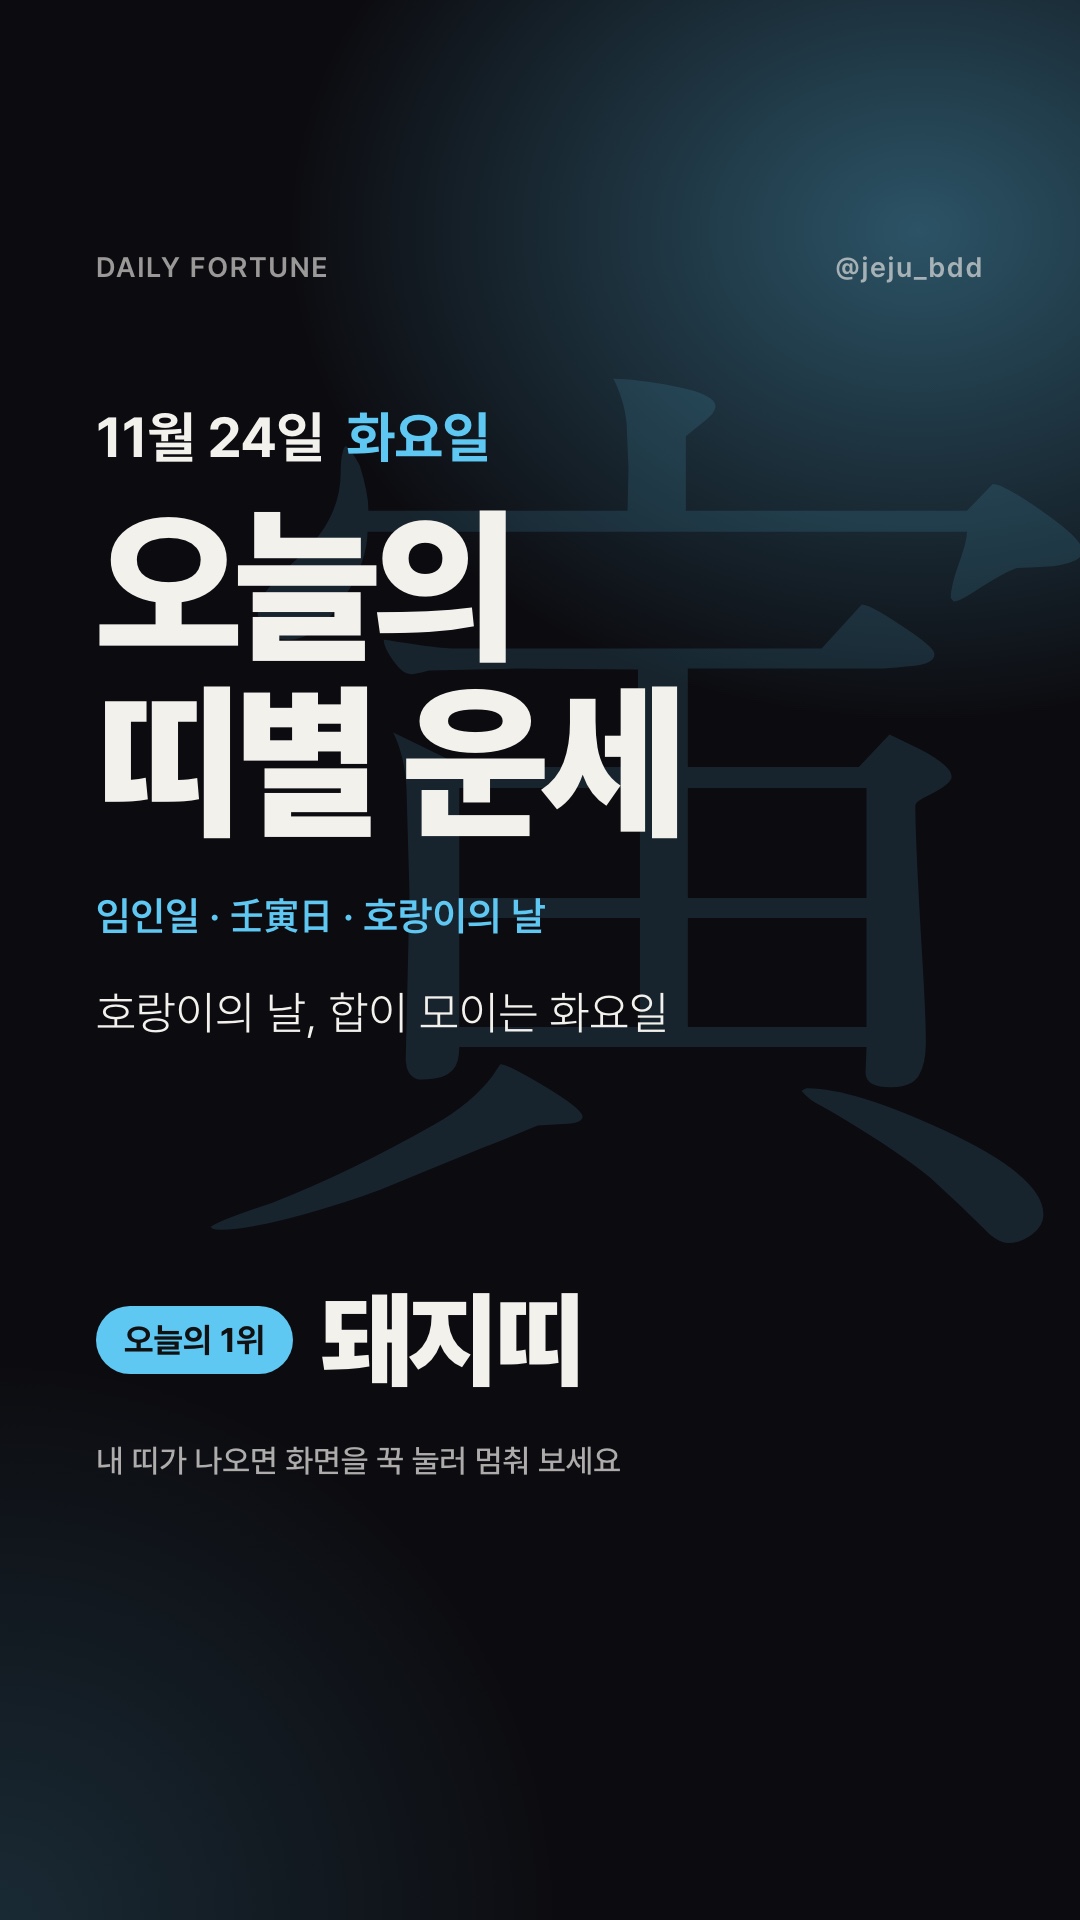 DAILY FORTUNE
@jeju_bdd
11월 24일 화요일
오늘의
띠별 운세
임인일 · 壬寅日 · 호랑이의 날
호랑이의 날, 합이 모이는 화요일
寅
오늘의 1위 돼지띠
내 띠가 나오면 화면을 꾹 눌러 멈춰 보세요